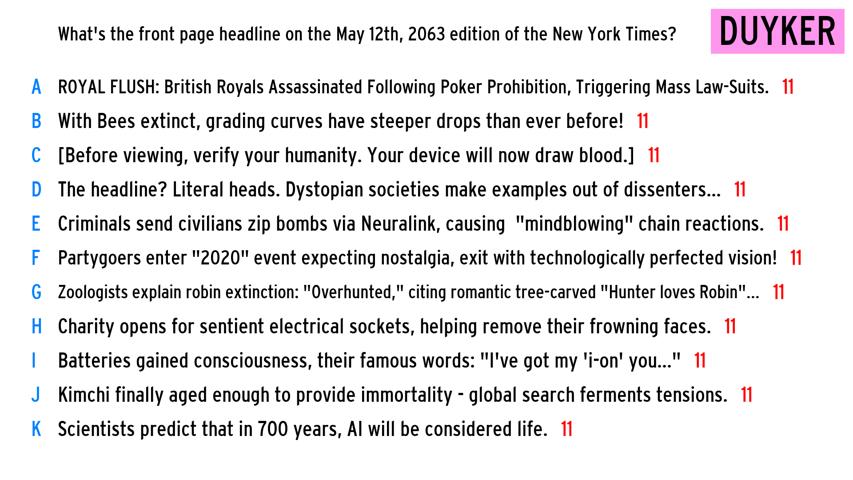 What's the front page headline on the May 12th, 2063 edition of the New York Times?
DUYKER
A ROYAL FLUSH: British Royals Assassinated Following Poker Prohibition, Triggering Mass Law-Suits. 11
B With Bees extinct, grading curves have steeper drops than ever before! 11
C [Before viewing, verify your humanity. Your device will now draw blood.] 11
D The headline? Literal heads. Dystopian societies make examples out of dissenters... 11
E Criminals send civilians zip bombs via Neuralink, causing "mindblowing" chain reactions. 11
F Partygoers enter "2020" event expecting nostalgia, exit with technologically perfected vision! 11
G Zoologists explain robin extinction: "Overhunted," citing romantic tree-carved "Hunter loves Robin"... 11
H Charity opens for sentient electrical sockets, helping remove their frowning faces. 11
I Batteries gained consciousness, their famous words: "I've got my 'i-on' you..." 11
J Kimchi finally aged enough to provide immortality - global search ferments tensions. 11
K Scientists predict that in 700 years, AI will be considered life. 11